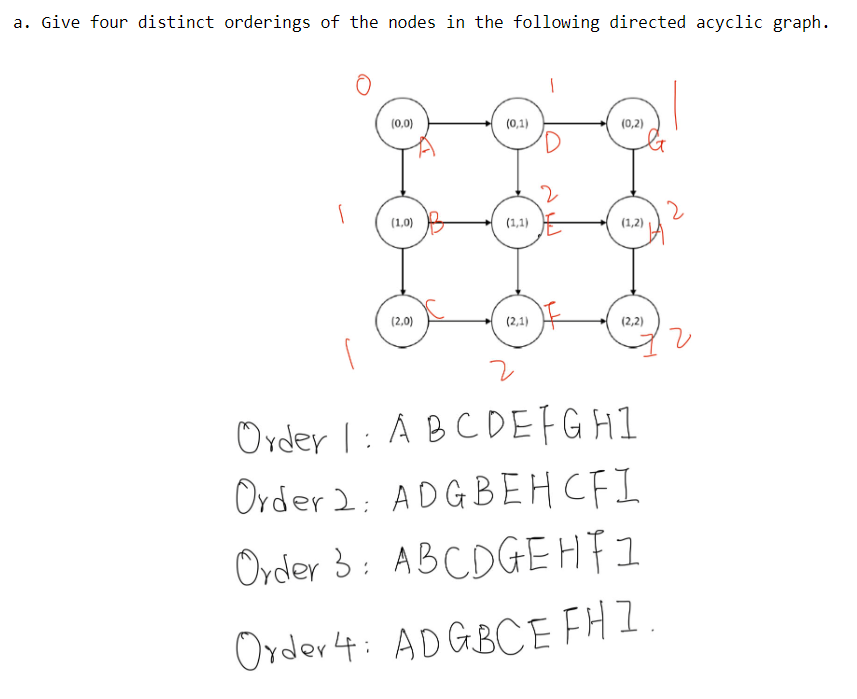 a. Give four distinct orderings of the nodes in the following directed acyclic graph.
0 1 1
(0,0) (0,1) (0,2)
A D G
1 2 2
(1,0) B (1,1) E (1,2) H
C F
(2,0) (2,1) (2,2)
1 2 I 2
Order 1: A B C D E F G H I
Order 2: A D G B E H C F I
Order 3: A B C D G E H F I
Order 4: A D G B C E F H I.